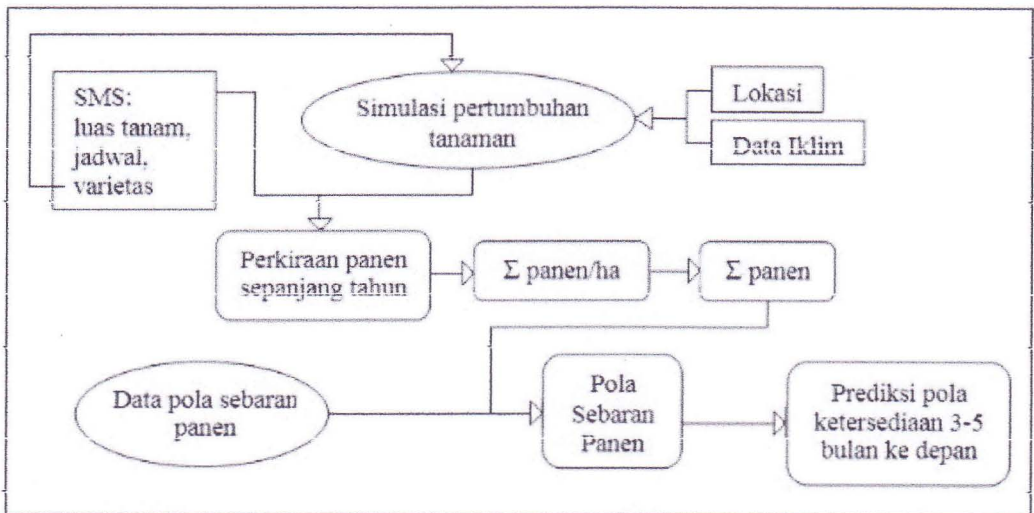 SMS:
luas tanam,
jadwal,
varietas
Simulasi pertumbuhan
tanaman
Lokasi
Data Iklim
Perkiraan panen
sepanjang tahun
Σ panen/ha
Σ panen
Data pola sebaran
panen
Pola
Sebaran
Panen
Prediksi pola
ketersediaan 3-5
bulan ke depan